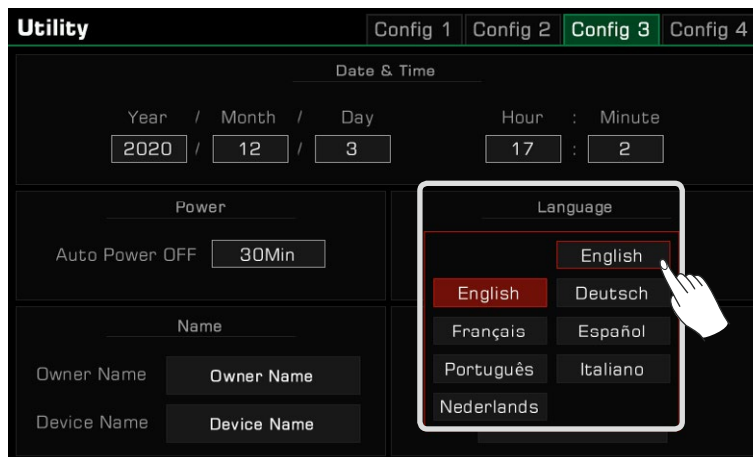 Utility Config 1 Config 2 Config 3 Config 4
Date & Time
Year / Month / Day Hour : Minute
2020 / 12 / 3 17 : 2
Power
Auto Power OFF 30Min
Language
English
English Deutsch
Français Español
Português Italiano
Nederlands
Name
Owner Name Owner Name
Device Name Device Name